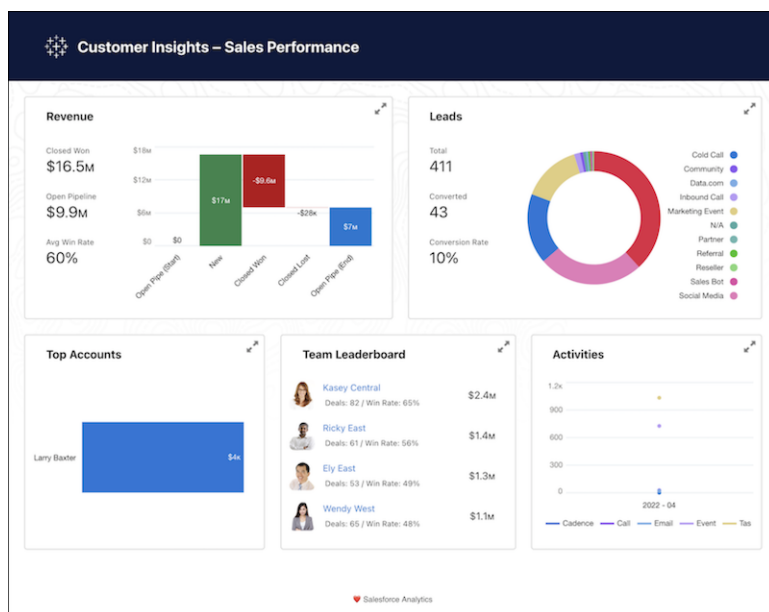 Customer Insights – Sales Performance
Revenue
Closed Won
$16.5M
Open Pipeline
$9.9M
Avg Win Rate
60%
$18M
$12M
$6M
$0
$0
$17M
-$9.6M
-$28K
$7M
Open Pipe (Start)
New
Closed Won
Closed Lost
Open Pipe (End)
Leads
Total
411
Converted
43
Conversion Rate
10%
Cold Call
Community
Data.com
Inbound Call
Marketing Event
N/A
Partner
Referral
Reseller
Sales Bot
Social Media
Top Accounts
Larry Baxter
$4K
Team Leaderboard
Kasey Central
Deals: 82 / Win Rate: 65%
$2.4M
Ricky East
Deals: 61 / Win Rate: 56%
$1.4M
Ely East
Deals: 53 / Win Rate: 49%
$1.3M
Wendy West
Deals: 65 / Win Rate: 48%
$1.1M
Activities
1.2K
900
600
300
0
2022 - 04
Cadence
Call
Email
Event
Tas
Salesforce Analytics